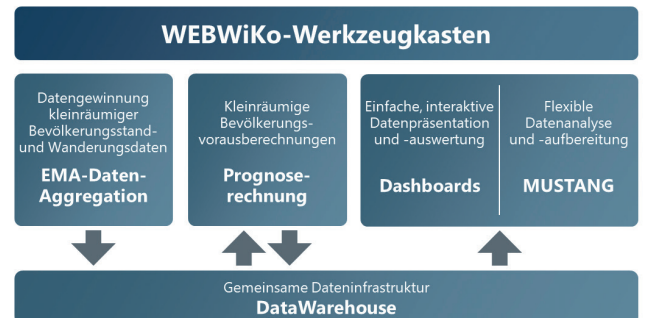 WEBWiKo-Werkzeugkasten
Datengewinnung
kleinräumiger
Bevölkerungsstand-
und Wanderungsdaten
EMA-Daten-
Aggregation
Kleinräumige
Bevölkerungs-
vorausberechnungen
Prognose-
rechnung
Einfache, interaktive
Datenpräsentation
und -auswertung
Dashboards
Flexible
Datenanalyse
und -aufbereitung
MUSTANG
Gemeinsame Dateninfrastruktur
DataWarehouse